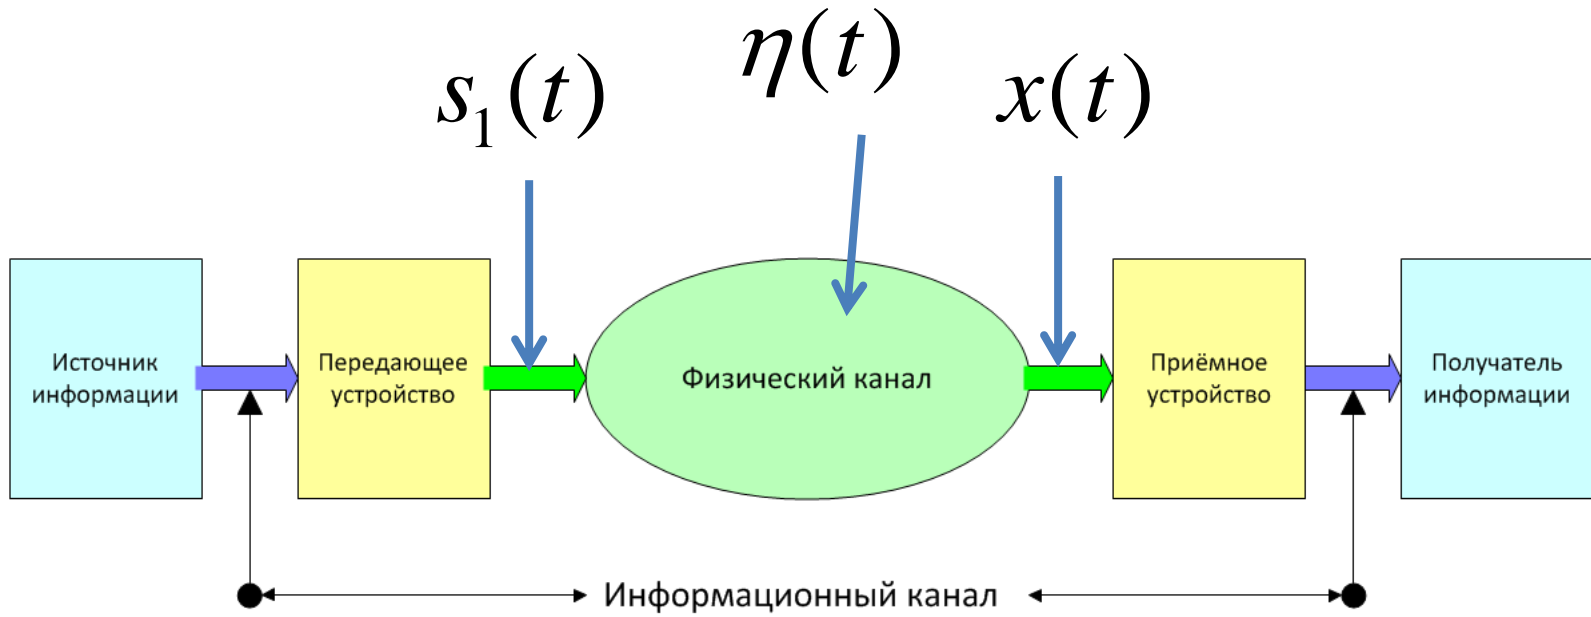 s₁(t)
η(t)
x(t)
Источник
информации
Передающее
устройство
Физический канал
Приёмное
устройство
Получатель
информации
Информационный канал